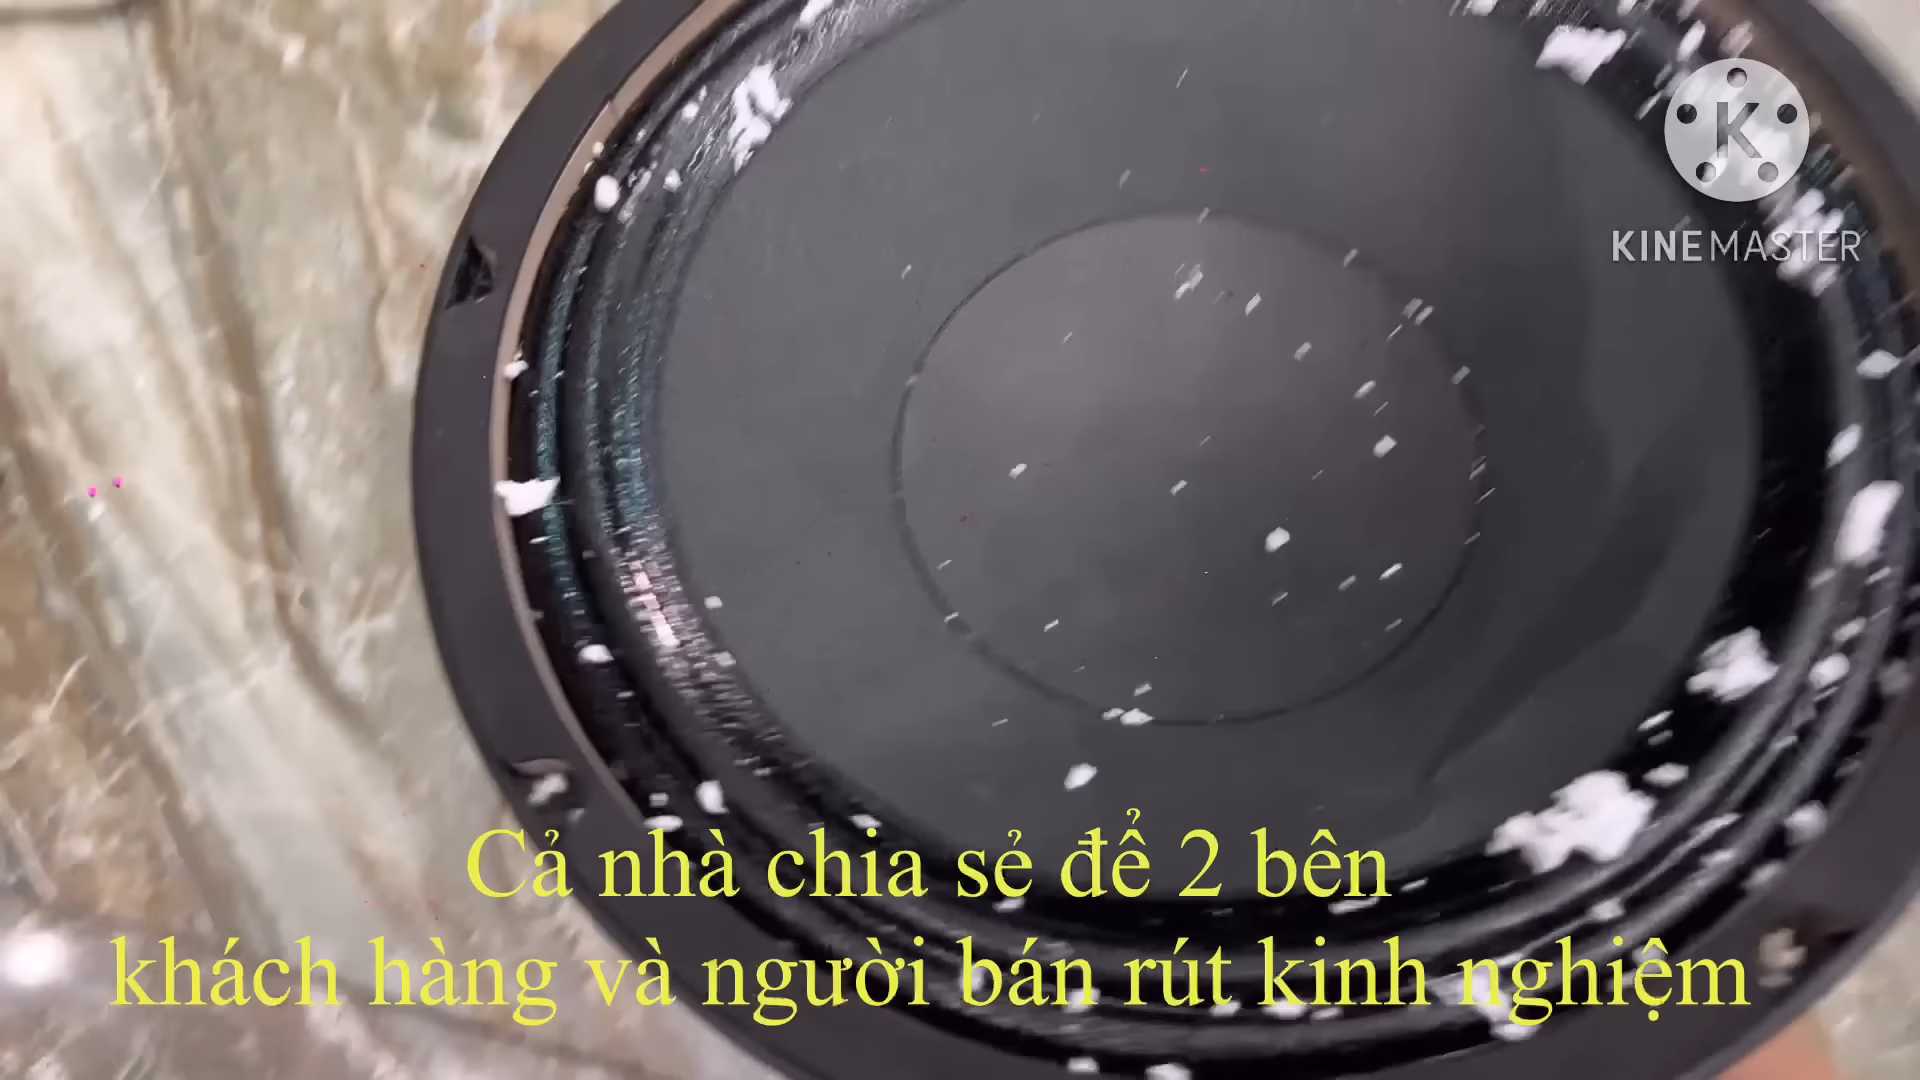 K
KINEMASTER
Cả nhà chia sẻ để 2 bên
khách hàng và người bán rút kinh nghiệm